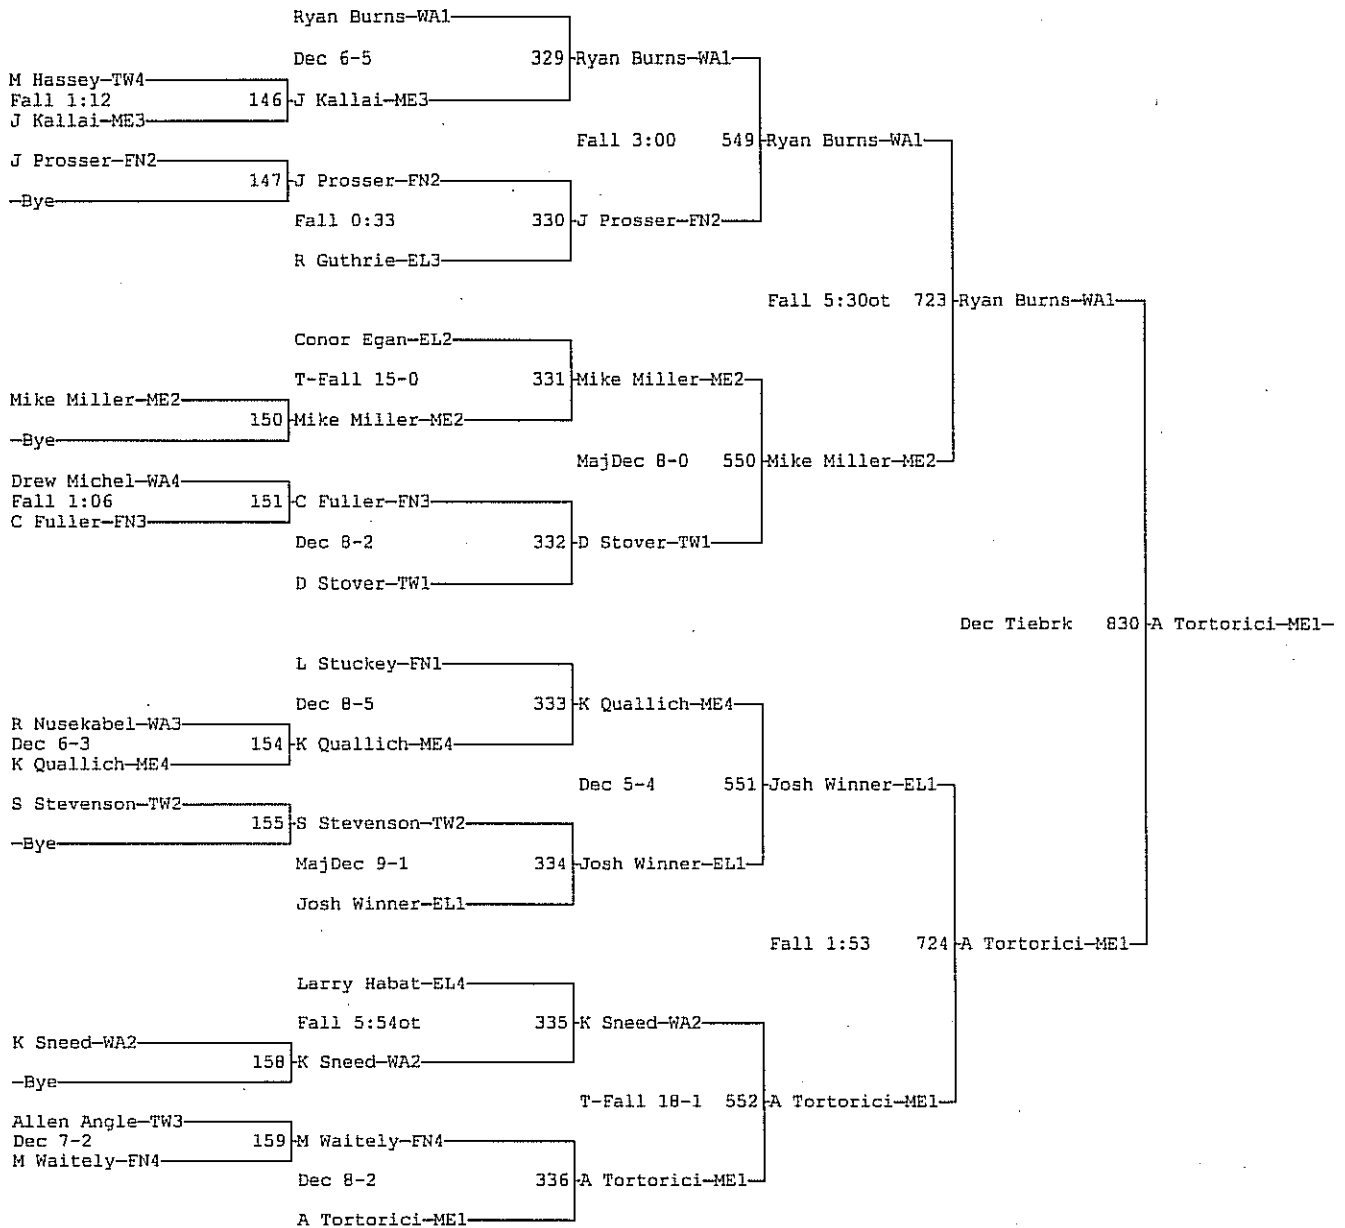 Ryan Burns—WA1
Dec 6-5 329 Ryan Burns—WA1
M Hassey—TW4
Fall 1:12 146 J Kallai—ME3
J Kallai—ME3
Fall 3:00 549 Ryan Burns—WA1
J Prosser—FN2
147 J Prosser—FN2
—Bye
Fall 0:33 330 J Prosser—FN2
R Guthrie—EL3
Fall 5:30ot 723 Ryan Burns—WA1
Conor Egan—EL2
T-Fall 15-0 331 Mike Miller—ME2
Mike Miller—ME2
150 Mike Miller—ME2
—Bye
MajDec 8-0 550 Mike Miller—ME2
Drew Michel—WA4
Fall 1:06 151 C Fuller—FN3
C Fuller—FN3
Dec 8-2 332 D Stover—TW1
D Stover—TW1
Dec Tiebrk 830 A Tortorici—ME1—
L Stuckey—FN1
Dec 8-5 333 K Quallich—ME4
R Nusekabel—WA3
Dec 6-3 154 K Quallich—ME4
K Quallich—ME4
Dec 5-4 551 Josh Winner—EL1
S Stevenson—TW2
155 S Stevenson—TW2
—Bye
MajDec 9-1 334 Josh Winner—EL1
Josh Winner—EL1
Fall 1:53 724 A Tortorici—ME1
Larry Habat—EL4
Fall 5:54ot 335 K Sneed—WA2
K Sneed—WA2
158 K Sneed—WA2
—Bye
T-Fall 18-1 552 A Tortorici—ME1
Allen Angle—TW3
Dec 7-2 159 M Waitely—FN4
M Waitely—FN4
Dec 8-2 336 A Tortorici—ME1
A Tortorici—ME1